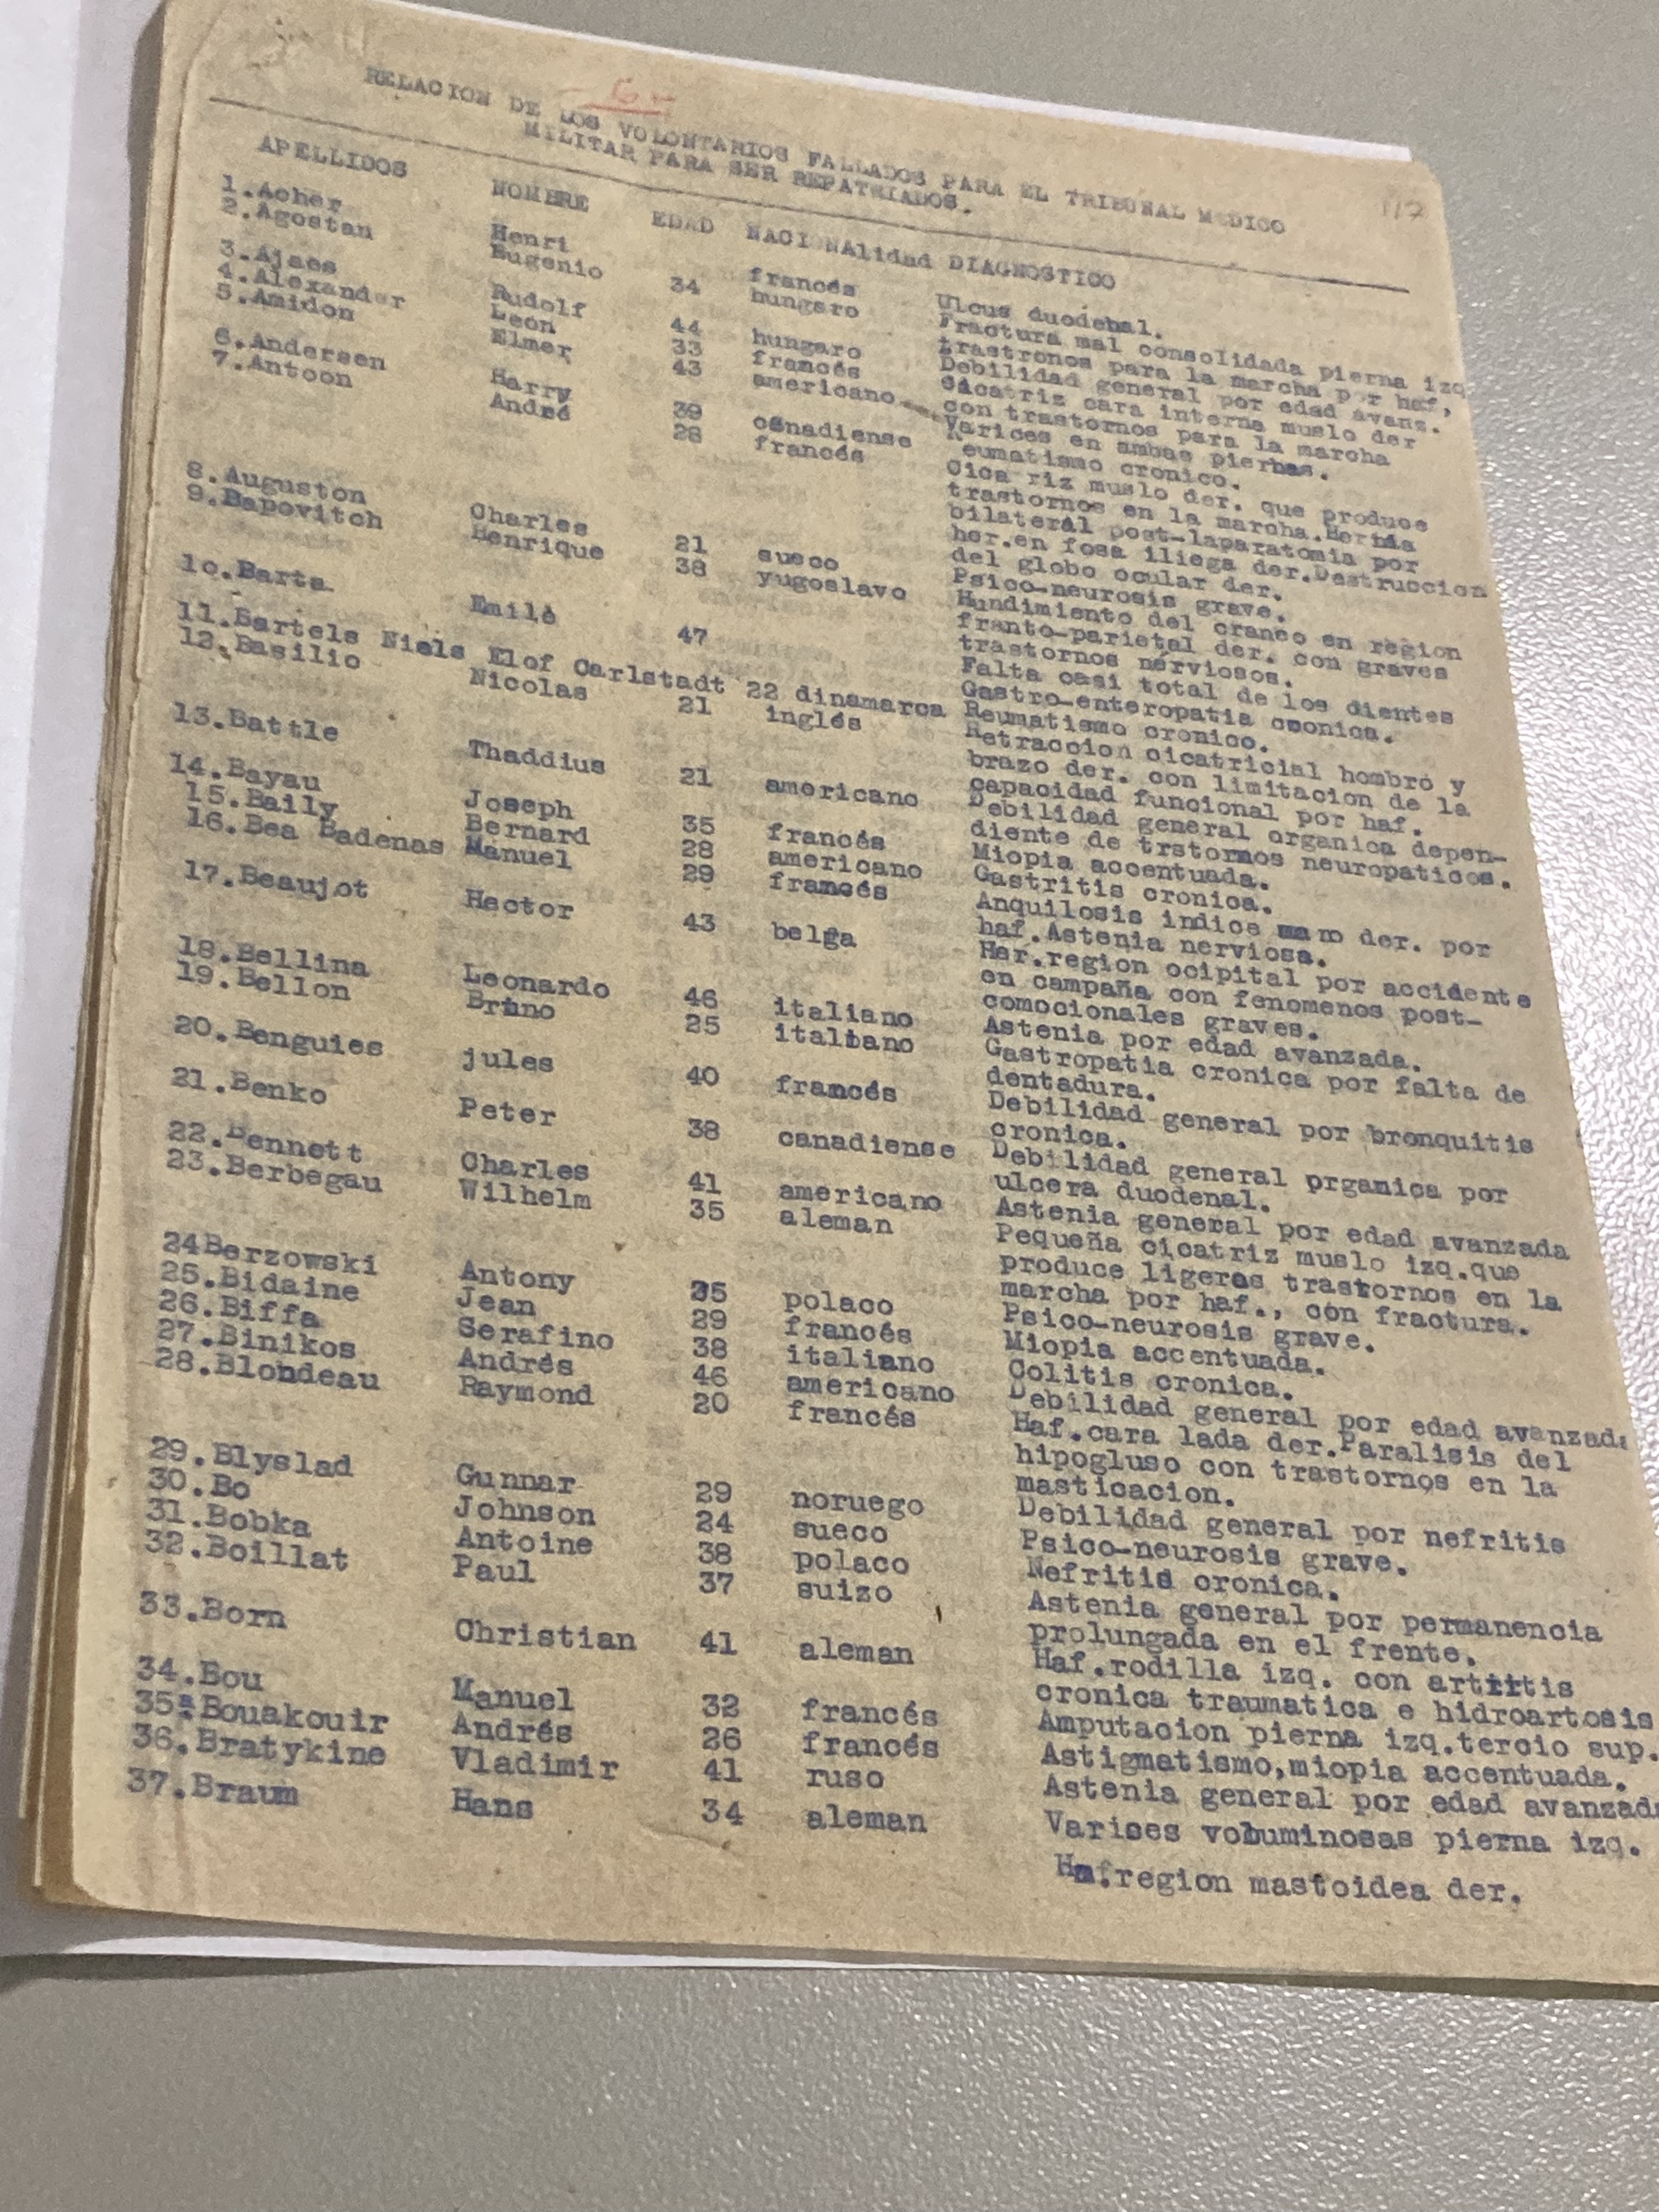 6--
117
RELACION DE LOS VOLONTARIOS FALLADOS PARA EL TRIBUNAL MEDICO
MILITAR PARA SER REPATRIADOS.
APELLIDOS NOMBRE EDAD NACIONAlidad DIAGNOSTICO
1.Acher Henri francés Ulcus duodenal.
2.Agostan Eugenio 34 hungaro Fractura mal consolidada pierna izq
trastronos para la marcha por haf,
3.Ajaes Rudolf 44 hungaro Debilidad general por edad avanz.
4.Alexander León 33 francés Cicatriz cara interna muslo der
con trastornos para la marcha
5.Amidon Elmer 43 americano Varices en ambas piernas.
6.Andersen Harry 39 canadiense eumatismo cronico.
7.Antoon André 28 francés Cica riz muslo der. que produce
trastornos en la marcha.Hernia
bilateral post-laparatomia por
her.en fosa iliega der.Destruccion
del globo ocular der.
8.Auguston Charles 21 sueco Psico-neurosis grave.
9.Bapovitch Henrique 38 yugoslavo Hundimiento del craneo en region
franto-parietal der. con graves
trastornos nérviosos.
10.Barta Emilé 47 Falta casi total de los dientes
Gastro-enteropatia cronica.
11.Bartels Niels Elof Carlstadt 22 dinamarca Reumatismo cronico.
12.Basilio Nicolas 21 inglés Retraccion cicatricial hombro y
brazo der. con limitacion de la
capacidad funcional por haf.
13.Battle Thaddius 21 americano Debilidad general organica depen-
diente de trstornos neuropaticos.
14.Bayau Joseph 35 francés Miopia accentuada.
15.Baily Bernard 28 americano Gastritis cronica.
16.Bea Badenas Manuel 29 francés Anquilosis indice mano der. por
haf.Astenia nerviosa.
17.Beaujot Hector 43 belga Her.region ocipital por accidente
en campaña con fenomenos post-
comocionales graves.
18.Bellina Leonardo 46 italiano Astenia por edad avanzada.
19.Bellon Bruno 25 italiano Gastropatia cronica por falta de
dentadura.
20.Benguies jules 40 francés Debilidad general por bronquitis
cronica.
21.Benko Peter 38 canadiense Debilidad general prganica por
ulcera duodenal.
22.Bennett Charles 41 americano Astenia general por edad avanzada
23.Berbegau Wilhelm 35 aleman Pequeña cicatriz muslo izq.que
produce ligeros trastornos en la
marcha por haf., con fractura.
24Berzowski Antony 35 polaco Psico-neurosis grave.
25.Bidaine Jean 29 francés Miopia accentuada.
26.Biffa Serafino 38 italiano Colitis cronica.
27.Binikos Andrés 46 americano Debilidad general por edad avanzada
28.Blondeau Raymond 20 francés Haf.cara lada der.Paralisis del
hipogluso con trastornos en la
masticacion.
29.Blyslad Gunnar 29 noruego Debilidad general por nefritis
30.Bo Johnson 24 sueco Psico-neurosis grave.
31.Bobka Antoine 38 polaco Nefritis cronica.
32.Boillat Paul 37 suizo Astenia general por permanencia
prolungada en el frente.
33.Born Christian 41 aleman Haf.rodilla izq. con artritis
cronica traumatica e hidroartosis
34.Bou Manuel 32 francés Amputacion pierna izq.tercio sup.
35.Bouakouir Andrés 26 francés Astigmatismo,miopia accentuada.
36.Bratykine Vladimir 41 ruso Astenia general por edad avanzada
37.Braum Hans 34 aleman Varices voluminosas pierna izq.
Haf.region mastoidea der.